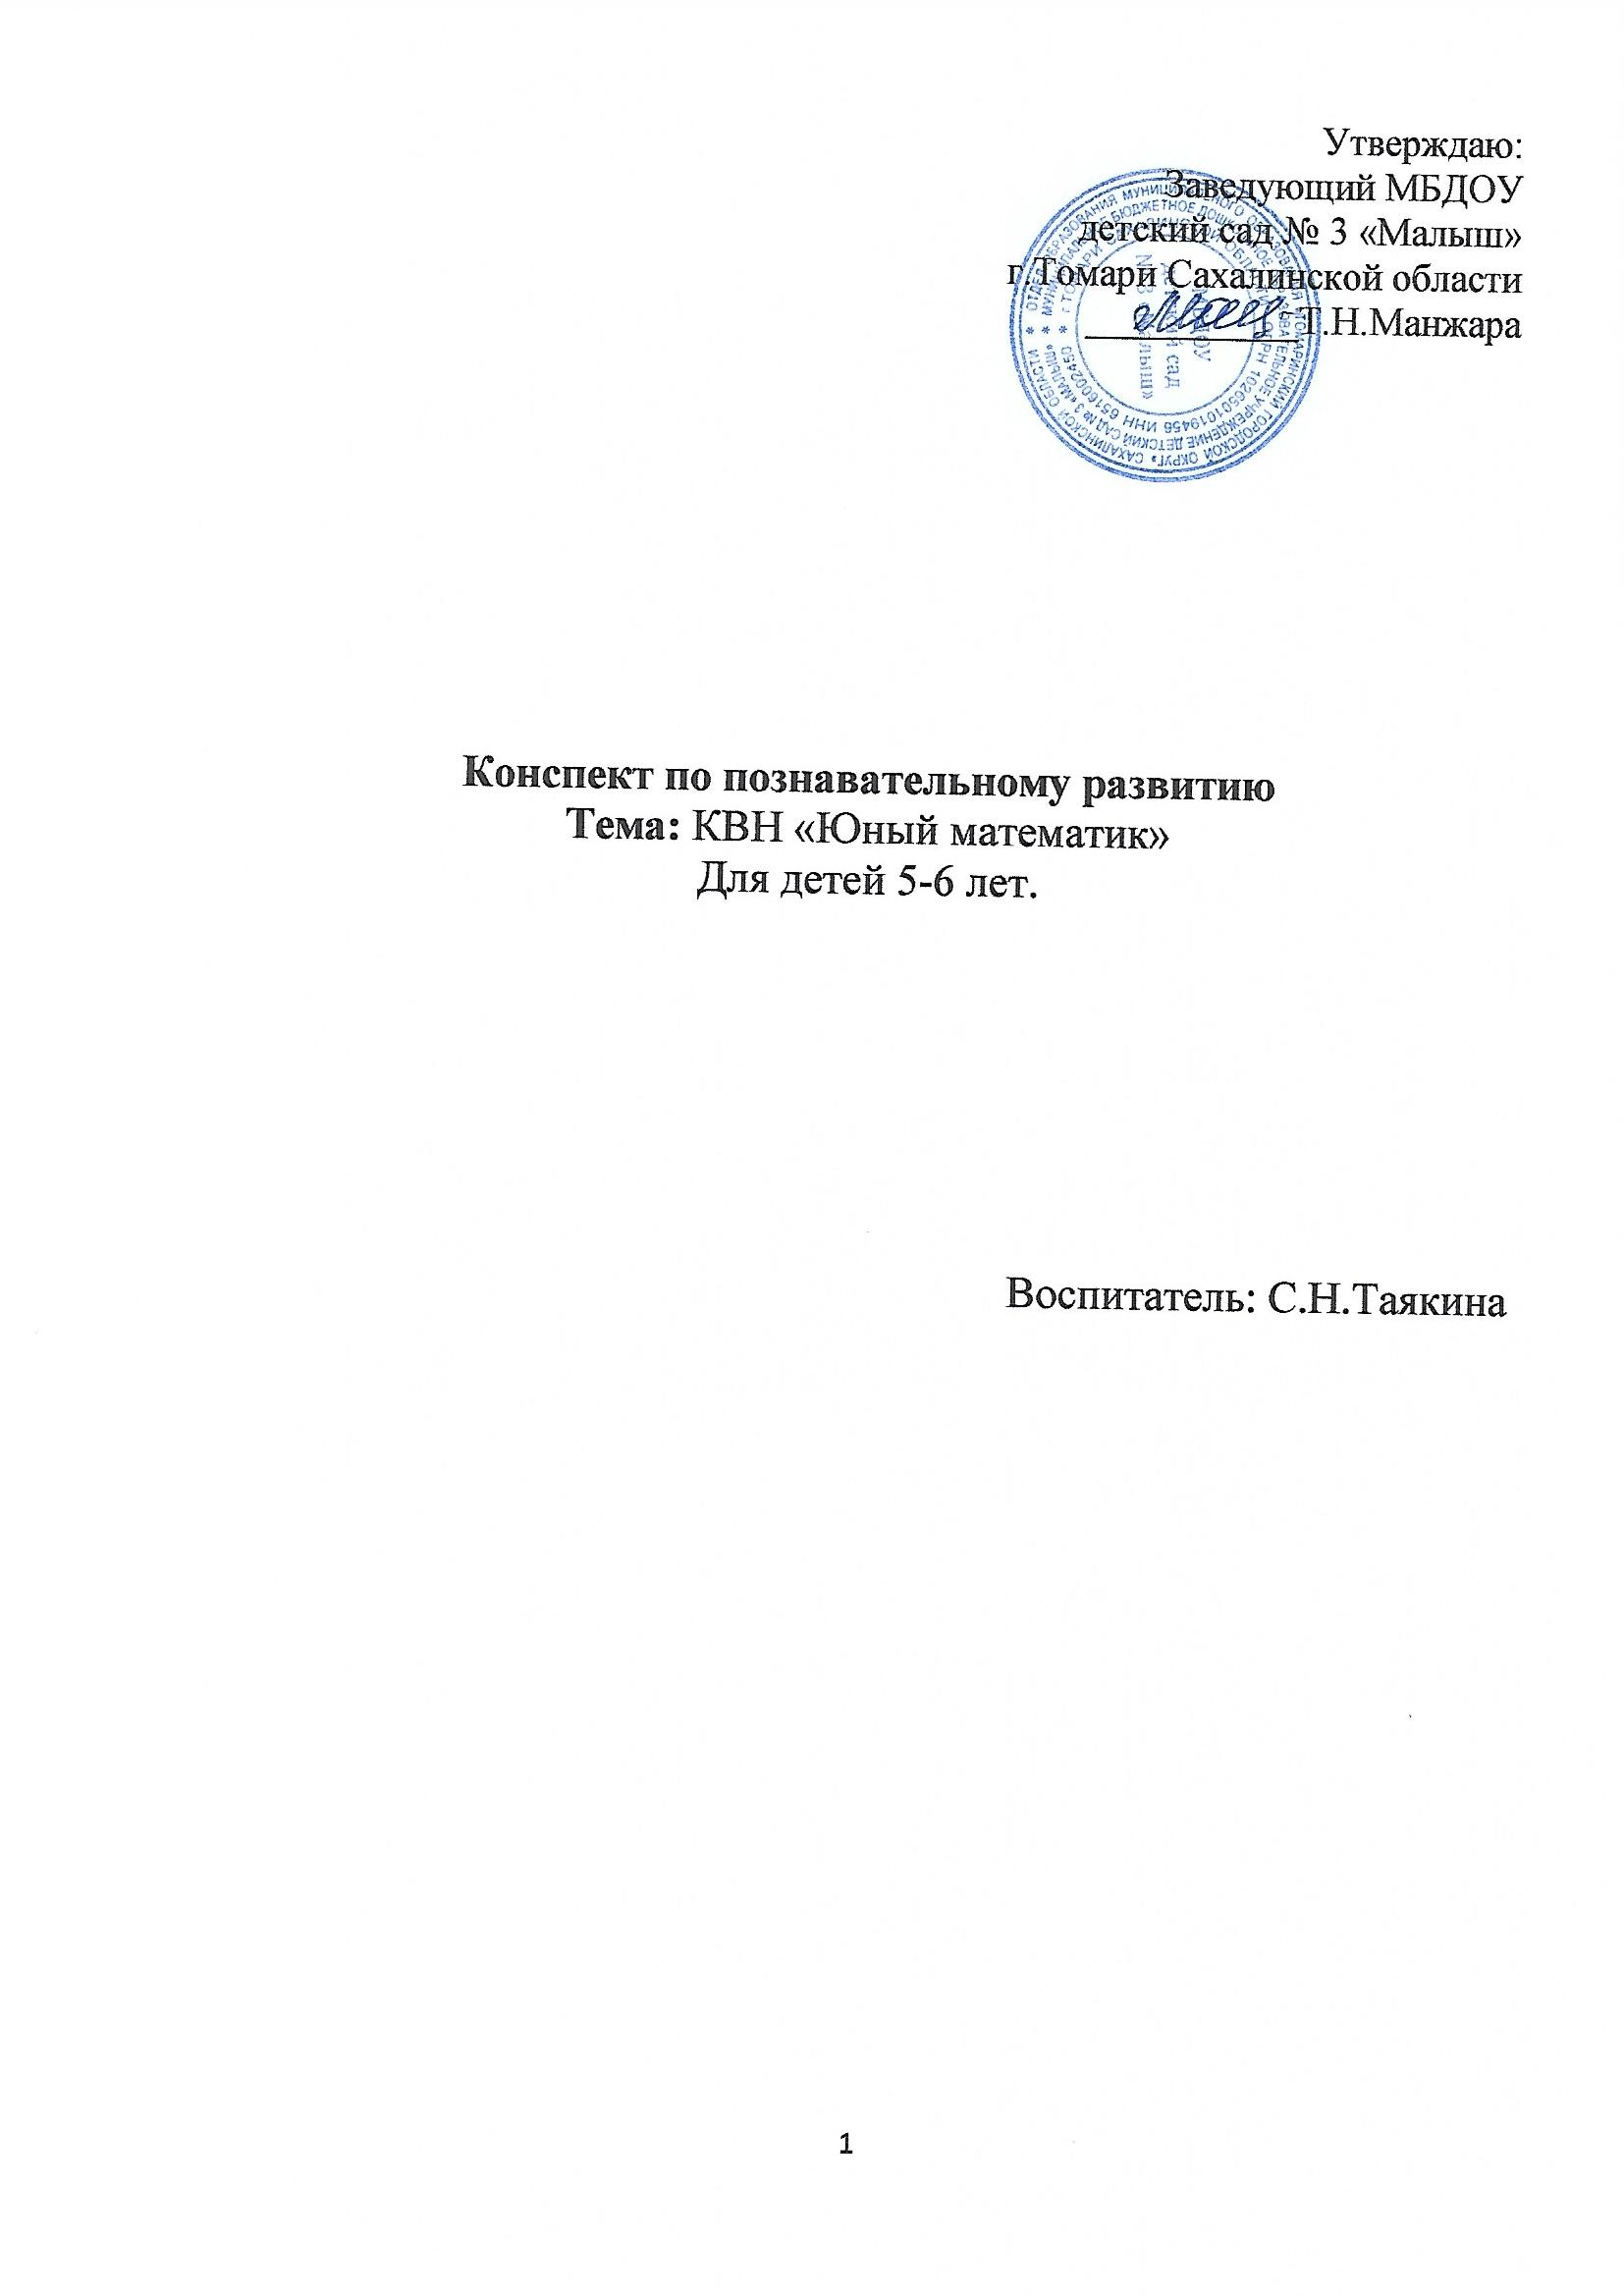 Утверждаю:
Заведующий МБДОУ
детский сад № 3 «Малыш»
г.Томари Сахалинской области
Т.Н.Манжара
Конспект по познавательному развитию
Тема: КВН «Юный математик»
Для детей 5-6 лет.
Воспитатель: С.Н.Таякина
1